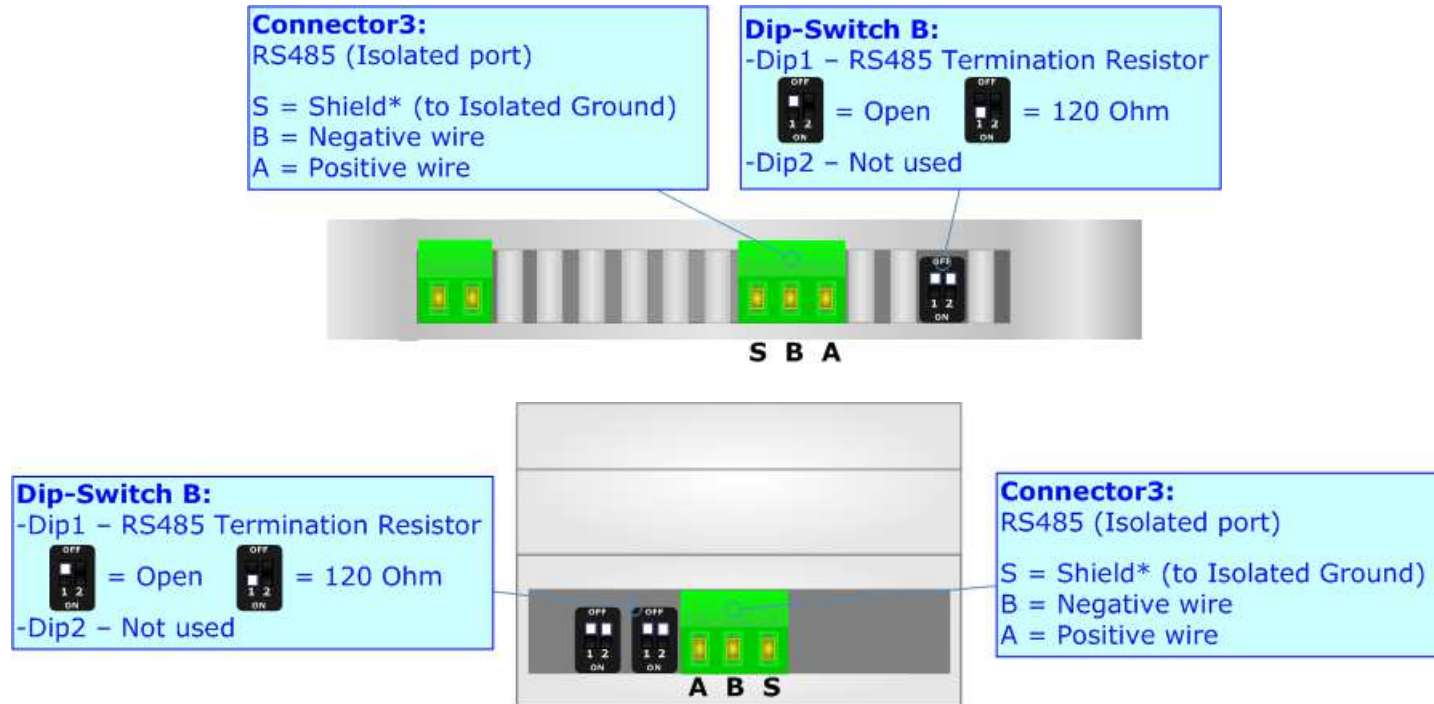 Connector3:
RS485 (Isolated port)
S = Shield* (to Isolated Ground)
B = Negative wire
A = Positive wire
Dip-Switch B:
-Dip1 – RS485 Termination Resistor
OFF
1 2
ON
= Open
OFF
1 2
ON
= 120 Ohm
-Dip2 – Not used
OFF
1 2
ON
S B A
Dip-Switch B:
-Dip1 – RS485 Termination Resistor
OFF
1 2
ON
= Open
OFF
1 2
ON
= 120 Ohm
-Dip2 – Not used
OFF
1 2
ON
OFF
1 2
ON
A B S
Connector3:
RS485 (Isolated port)
S = Shield* (to Isolated Ground)
B = Negative wire
A = Positive wire